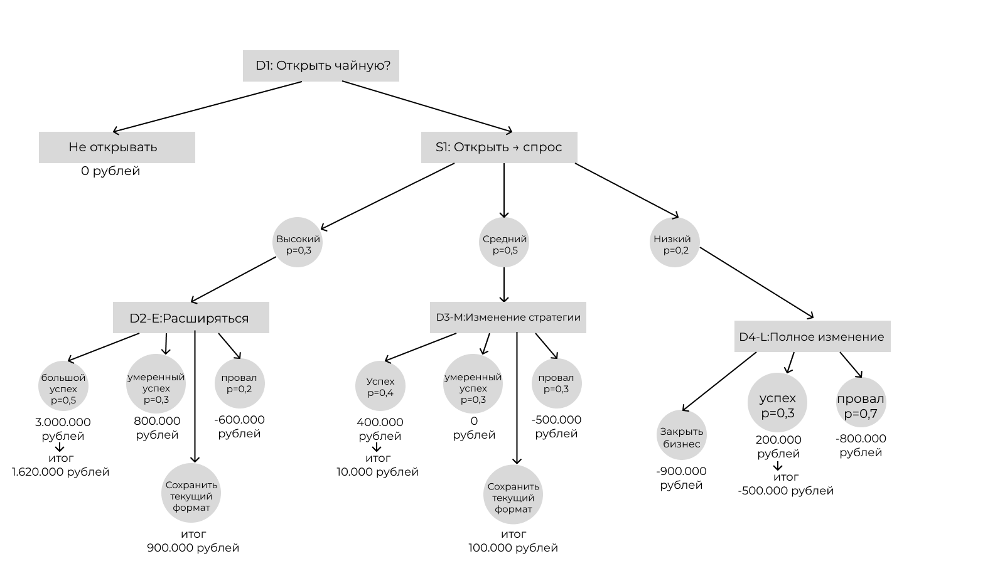 D1: Открыть чайную?
Не открывать
0 рублей
S1: Открыть → спрос
Высокий
p=0,3
Средний
p=0,5
Низкий
p=0,2
D2-E:Расширяться
D3-M:Изменение стратегии
D4-L:Полное изменение
большой
успех
p=0,5
3.000.000
рублей
итог
1.620.000 рублей
умеренный
успех
p=0,3
800.000
рублей
провал
p=0,2
-600.000
рублей
Сохранить
текущий
формат
итог
900.000 рублей
Успех
p=0,4
400.000
рублей
итог
10.000 рублей
умеренный
успех
p=0,3
0
рублей
провал
p=0,3
-500.000
рублей
Сохранить
текущий
формат
итог
100.000 рублей
Закрыть
бизнес
-900.000
рублей
успех
p=0,3
200.000
рублей
итог
-500.000 рублей
провал
p=0,7
-800.000
рублей